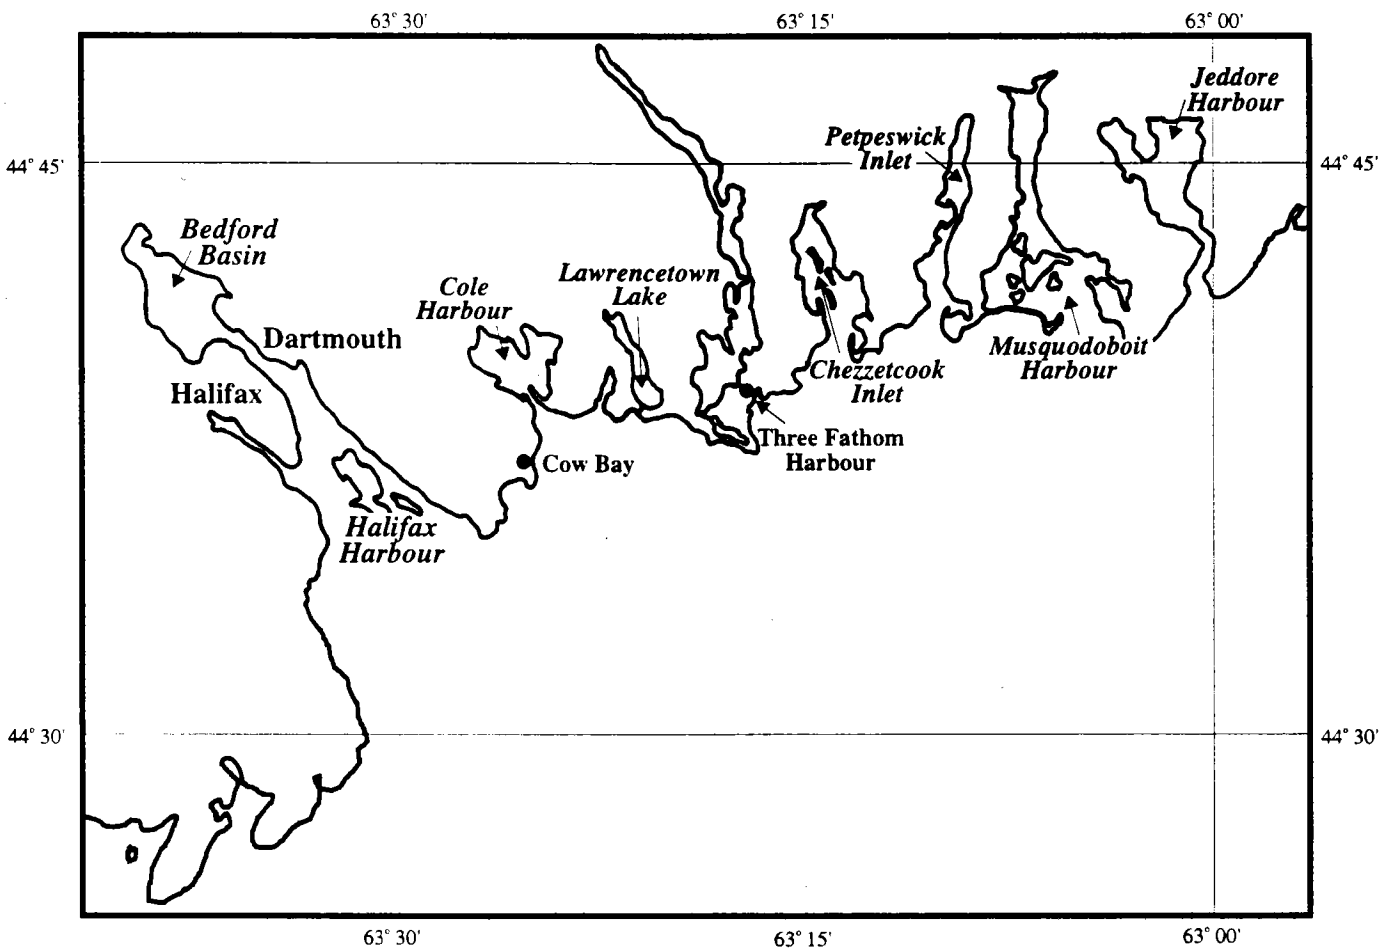 63° 30'
63° 15'
63° 00'
Jeddore
Harbour
Petpeswick
Inlet
44° 45'
44° 45'
Bedford
Basin
Lawrencetown
Lake
Cole
Harbour
Dartmouth
Musquodoboit
Harbour
Chezzetcook
Inlet
Halifax
Three Fathom
Harbour
Cow Bay
Halifax
Harbour
44° 30'
44° 30'
63° 30'
63° 15'
63° 00'